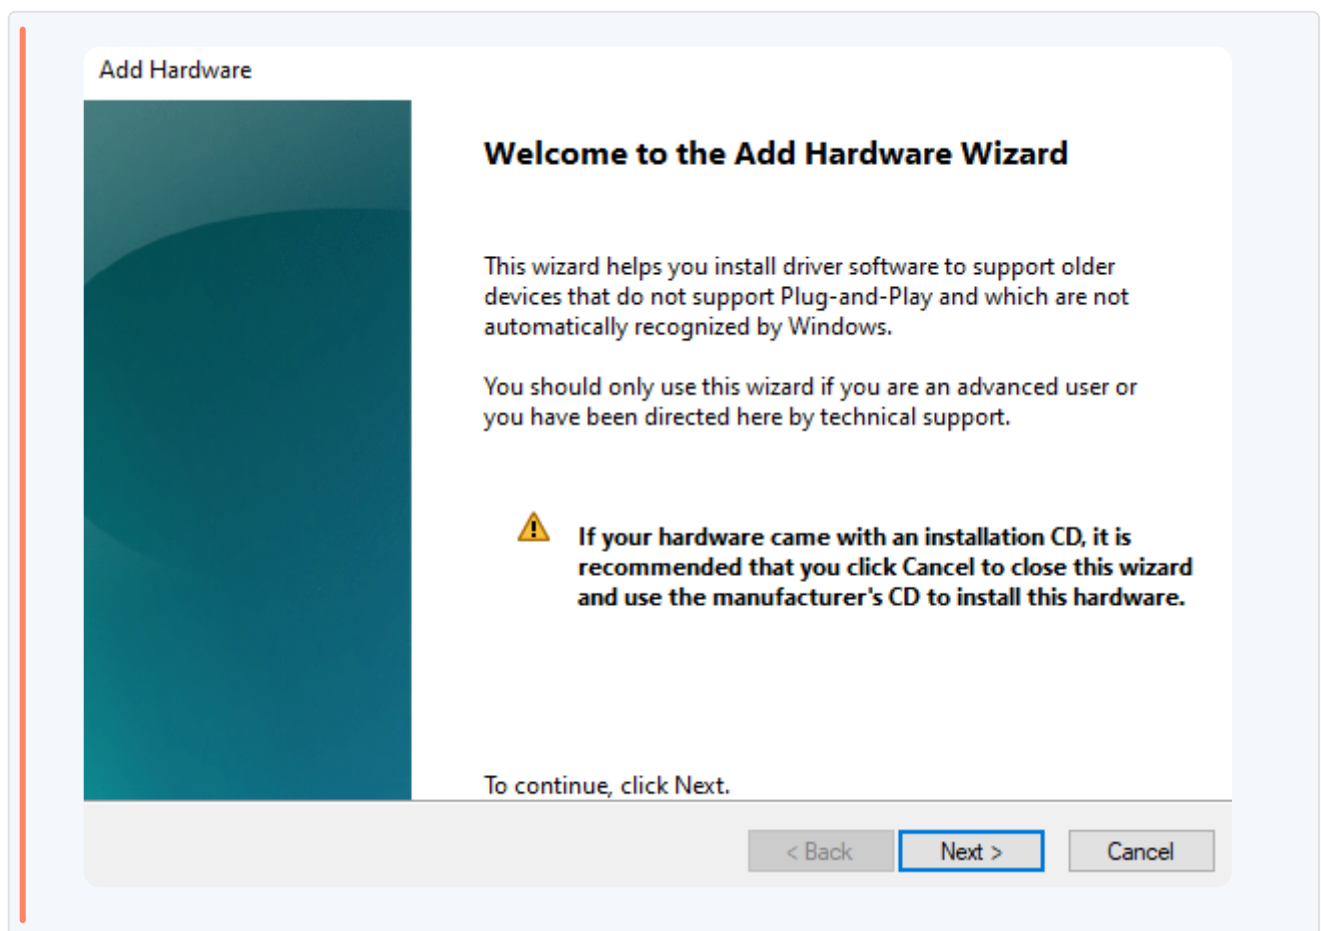 Add Hardware
Welcome to the Add Hardware Wizard
This wizard helps you install driver software to support older
devices that do not support Plug-and-Play and which are not
automatically recognized by Windows.
You should only use this wizard if you are an advanced user or
you have been directed here by technical support.
If your hardware came with an installation CD, it is
recommended that you click Cancel to close this wizard
and use the manufacturer's CD to install this hardware.
To continue, click Next.
< Back Next > Cancel